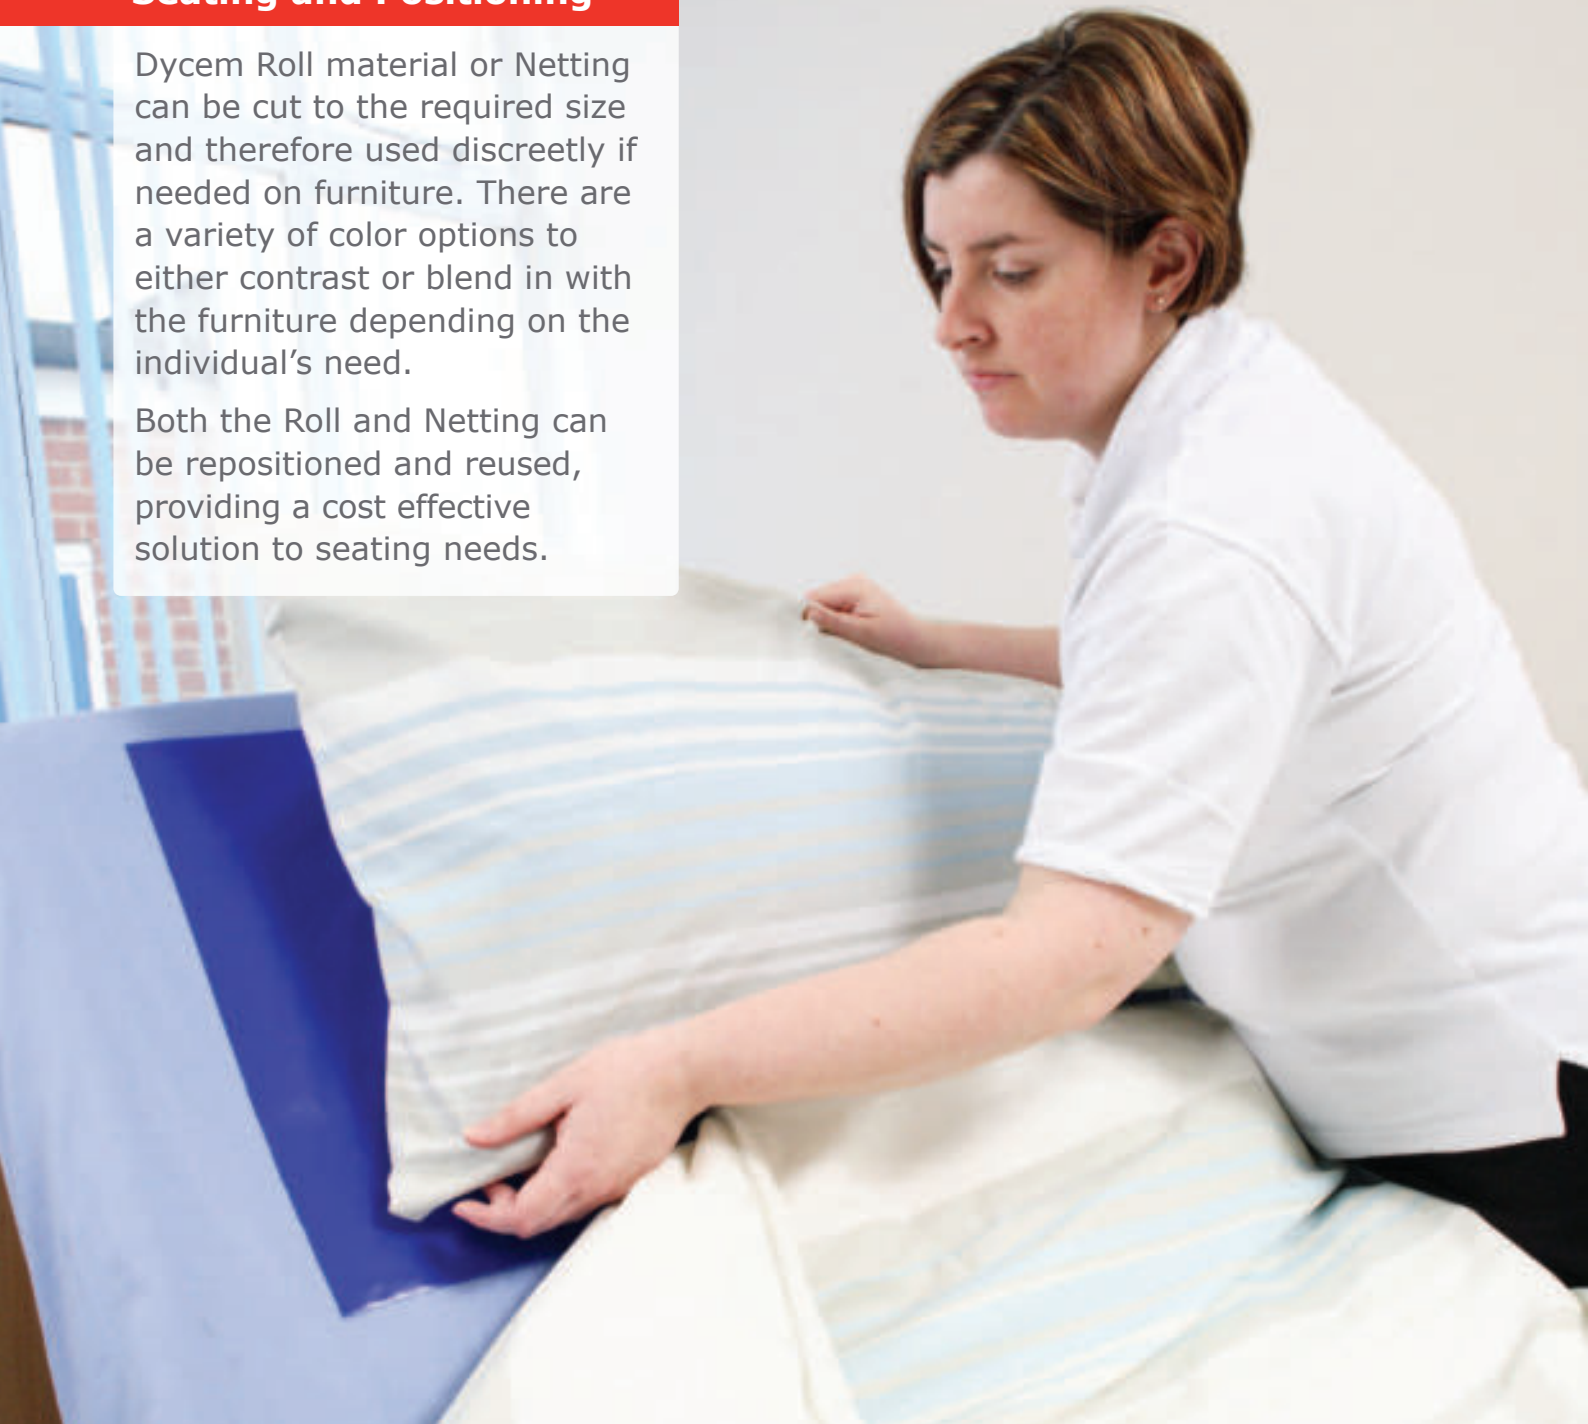 Seating and Positioning
Dycem Roll material or Netting
can be cut to the required size
and therefore used discreetly if
needed on furniture. There are
a variety of color options to
either contrast or blend in with
the furniture depending on the
individual’s need.
Both the Roll and Netting can
be repositioned and reused,
providing a cost effective
solution to seating needs.